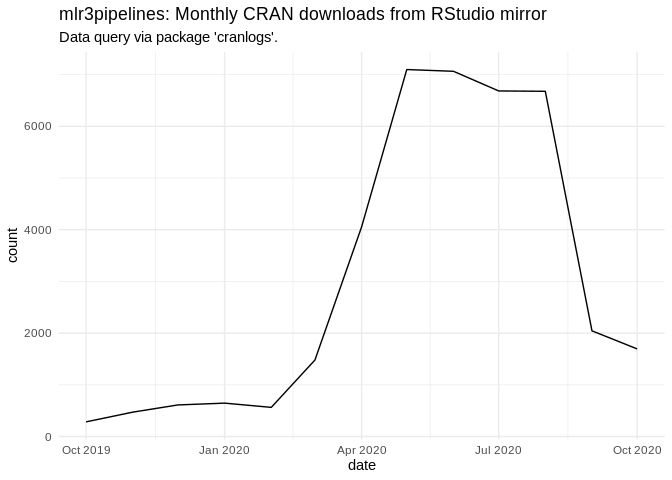 mlr3pipelines: Monthly CRAN downloads from RStudio mirror
Data query via package 'cranlogs'.
6000
4000
2000
0
count
Oct 2019 Jan 2020 Apr 2020 Jul 2020 Oct 2020
date